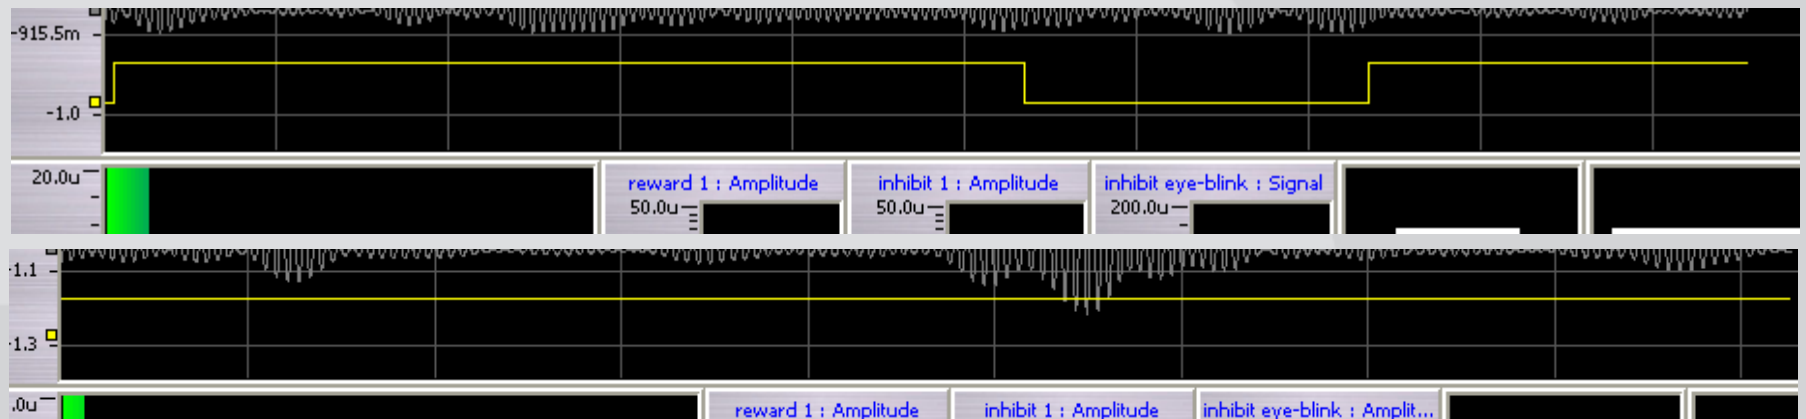 -915.5m
-1.0
20.0u
reward 1 : Amplitude
inhibit 1 : Amplitude
inhibit eye-blink : Signal
50.0u
50.0u
200.0u
-1.1
-1.3
.0u
reward 1 : Amplitude
inhibit 1 : Amplitude
inhibit eye-blink : Amplit...